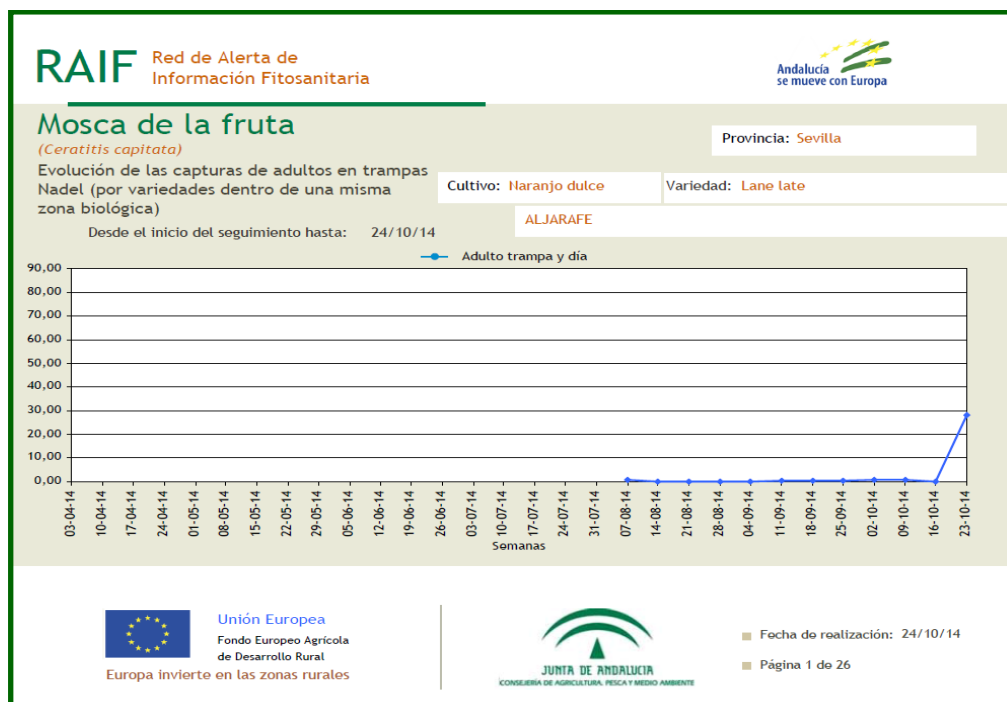 RAIF Red de Alerta de
Información Fitosanitaria
Andalucía
se mueve con Europa
Mosca de la fruta
(Ceratitis capitata)
Provincia: Sevilla
Evolución de las capturas de adultos en trampas
Nadel (por variedades dentro de una misma
zona biológica)
Cultivo: Naranjo dulce
Variedad: Lane late
ALJARAFE
Desde el inicio del seguimiento hasta: 24/10/14
Adulto trampa y día
90,00
80,00
70,00
60,00
50,00
40,00
30,00
20,00
10,00
0,00
03-04-14
10-04-14
17-04-14
24-04-14
01-05-14
08-05-14
15-05-14
22-05-14
29-05-14
05-06-14
12-06-14
19-06-14
26-06-14
03-07-14
10-07-14
17-07-14
24-07-14
31-07-14
07-08-14
14-08-14
21-08-14
28-08-14
04-09-14
11-09-14
18-09-14
25-09-14
02-10-14
09-10-14
16-10-14
23-10-14
Semanas
Unión Europea
Fondo Europeo Agrícola
de Desarrollo Rural
Europa invierte en las zonas rurales
JUNTA DE ANDALUCIA
CONSEJERÍA DE AGRICULTURA, PESCA Y MEDIO AMBIENTE
Fecha de realización: 24/10/14
Página 1 de 26